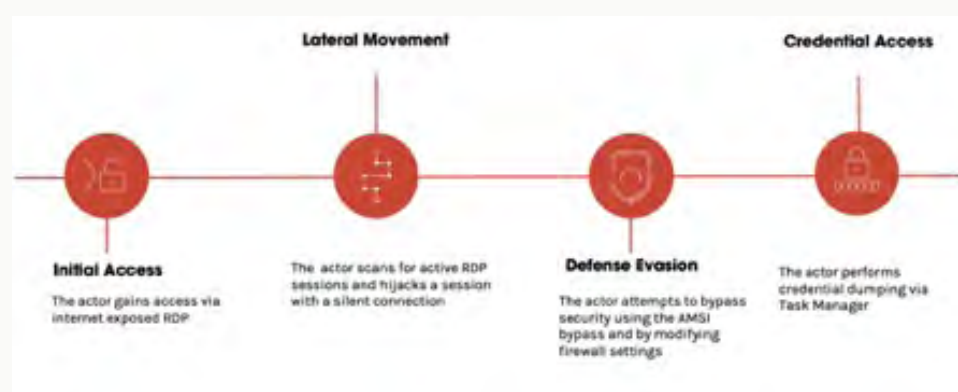 Lateral Movement
Credential Access
Initial Access
The actor gains access via
internet exposed RDP
The actor scans for active RDP
sessions and hijacks a session
with a silent connection
Defense Evasion
The actor attempts to bypass
security using the AMSI
bypass and by modifying
firewall settings
The actor performs
credential dumping via
Task Manager